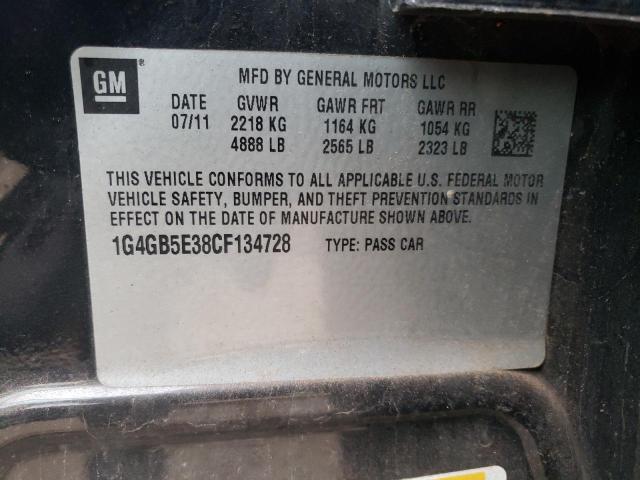 GM ®
MFD BY GENERAL MOTORS LLC
DATE GVWR GAWR FRT GAWR RR
07/11 2218 KG 1164 KG 1054 KG
4888 LB 2565 LB 2323 LB
THIS VEHICLE CONFORMS TO ALL APPLICABLE U.S. FEDERAL MOTOR
VEHICLE SAFETY, BUMPER, AND THEFT PREVENTION STANDARDS IN
EFFECT ON THE DATE OF MANUFACTURE SHOWN ABOVE.
1G4GB5E38CF134728 TYPE: PASS CAR